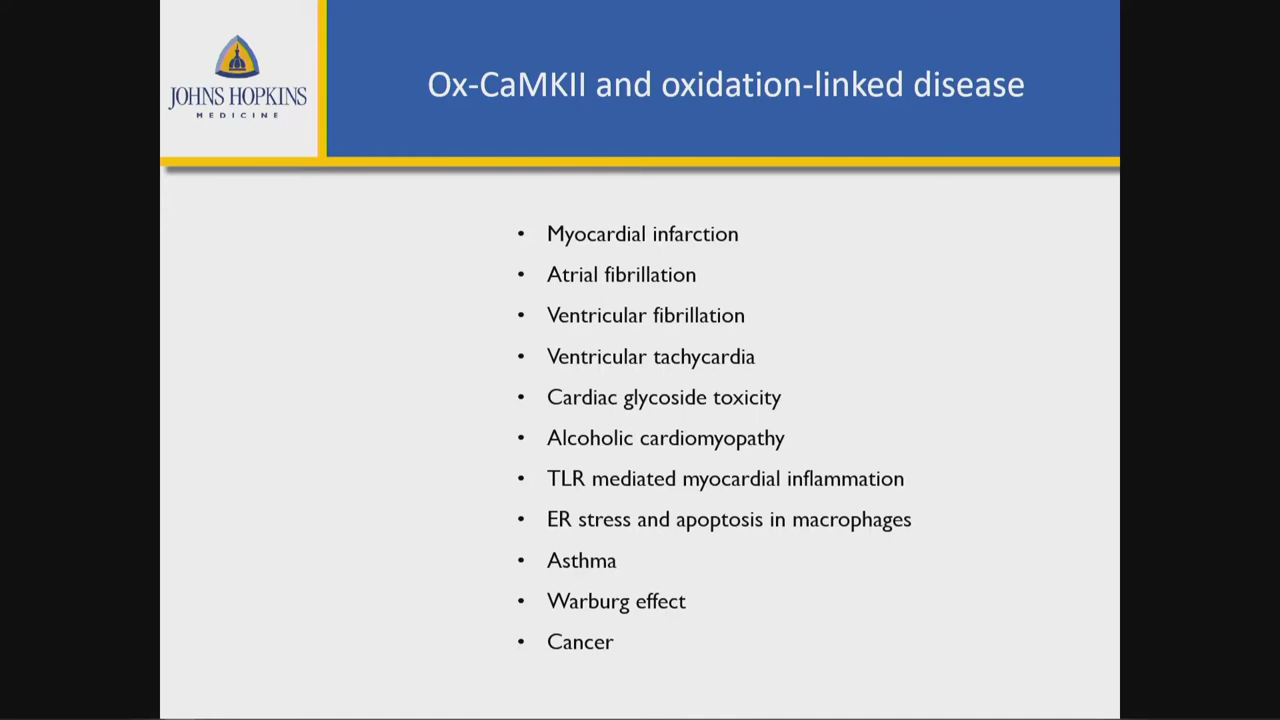 JOHNS HOPKINS
MEDICINE
Ox-CaMKII and oxidation-linked disease
• Myocardial infarction
• Atrial fibrillation
• Ventricular fibrillation
• Ventricular tachycardia
• Cardiac glycoside toxicity
• Alcoholic cardiomyopathy
• TLR mediated myocardial inflammation
• ER stress and apoptosis in macrophages
• Asthma
• Warburg effect
• Cancer